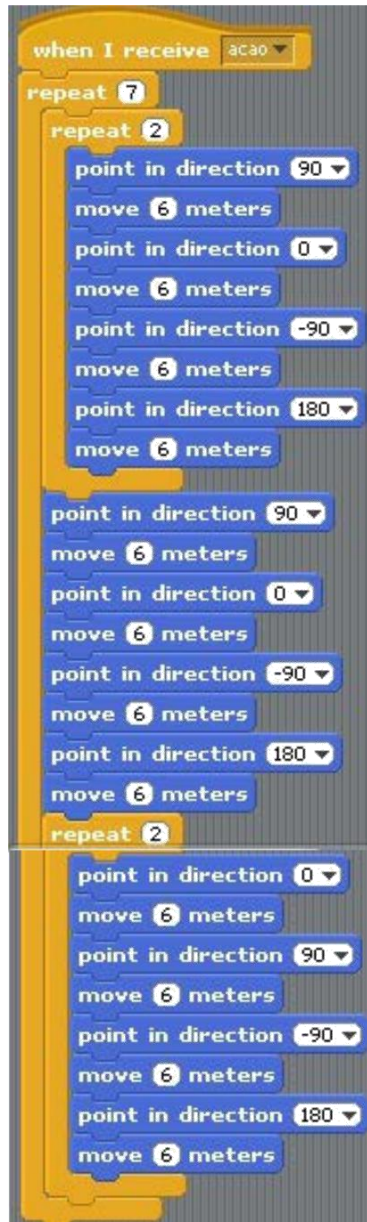 when I receive acao
repeat 7
repeat 2
point in direction 90
move 6 meters
point in direction 0
move 6 meters
point in direction -90
move 6 meters
point in direction 180
move 6 meters
point in direction 90
move 6 meters
point in direction 0
move 6 meters
point in direction -90
move 6 meters
point in direction 180
move 6 meters
repeat 2
point in direction 0
move 6 meters
point in direction 90
move 6 meters
point in direction -90
move 6 meters
point in direction 180
move 6 meters